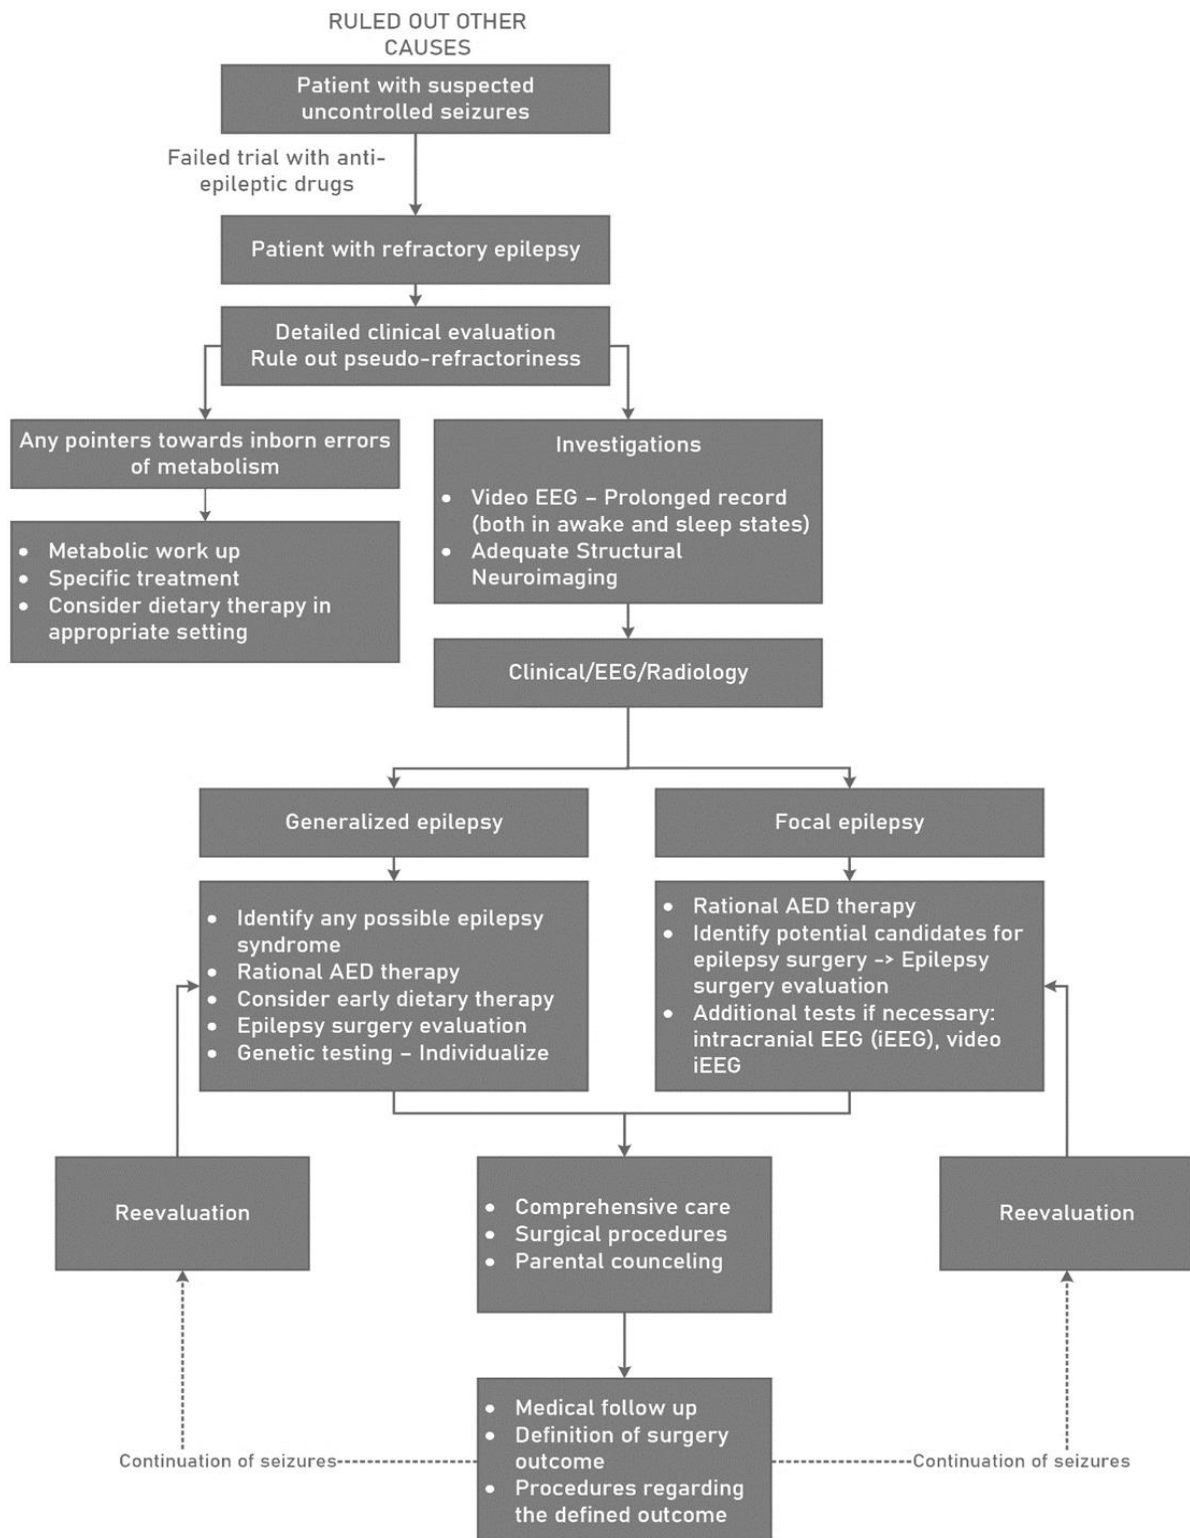 RULED OUT OTHER
CAUSES
Patient with suspected
uncontrolled seizures
Failed trial with anti-
epileptic drugs
Patient with refractory epilepsy
Detailed clinical evaluation
Rule out pseudo-refractoriness
Any pointers towards inborn errors
of metabolism
• Metabolic work up
• Specific treatment
• Consider dietary therapy in
appropriate setting
Investigations
• Video EEG – Prolonged record
(both in awake and sleep states)
• Adequate Structural
Neuroimaging
Clinical/EEG/Radiology
Generalized epilepsy
• Identify any possible epilepsy
syndrome
• Rational AED therapy
• Consider early dietary therapy
• Epilepsy surgery evaluation
• Genetic testing – Individualize
Focal epilepsy
• Rational AED therapy
• Identify potential candidates for
epilepsy surgery -> Epilepsy
surgery evaluation
• Additional tests if necessary:
intracranial EEG (iEEG), video
iEEG
Reevaluation
• Comprehensive care
• Surgical procedures
• Parental counceling
Reevaluation
Continuation of seizures
• Medical follow up
• Definition of surgery
outcome
• Procedures regarding
the defined outcome
Continuation of seizures